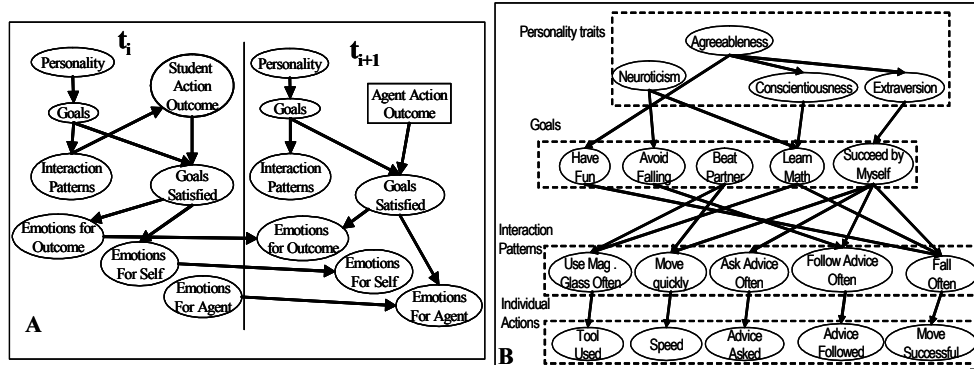 t i
Personality
Student
Action
Outcome
Goals
Interaction
Patterns
Goals
Satisfied
Emotions for
Outcome
Emotions
For Self
Emotions
For Agent
A
t i+1
Personality
Goals
Agent Action
Outcome
Interaction
Patterns
Goals
Satisfied
Emotions
for Outcome
Emotions
For Self
Emotions
For Agent
Personality traits
Agreeableness
Neuroticism
Conscientiousness
Extraversion
Goals
Have
Fun
Avoid
Falling
Beat
Partner
Learn
Math
Succeed by
Myself
Interaction
Patterns
Use Mag .
Glass Often
Move
quickly
Ask Advice
Often
Follow Advice
Often
Fall
Often
Individual
Actions
Tool
Used
Speed
Advice
Asked
Advice
Followed
Move
Successful
B